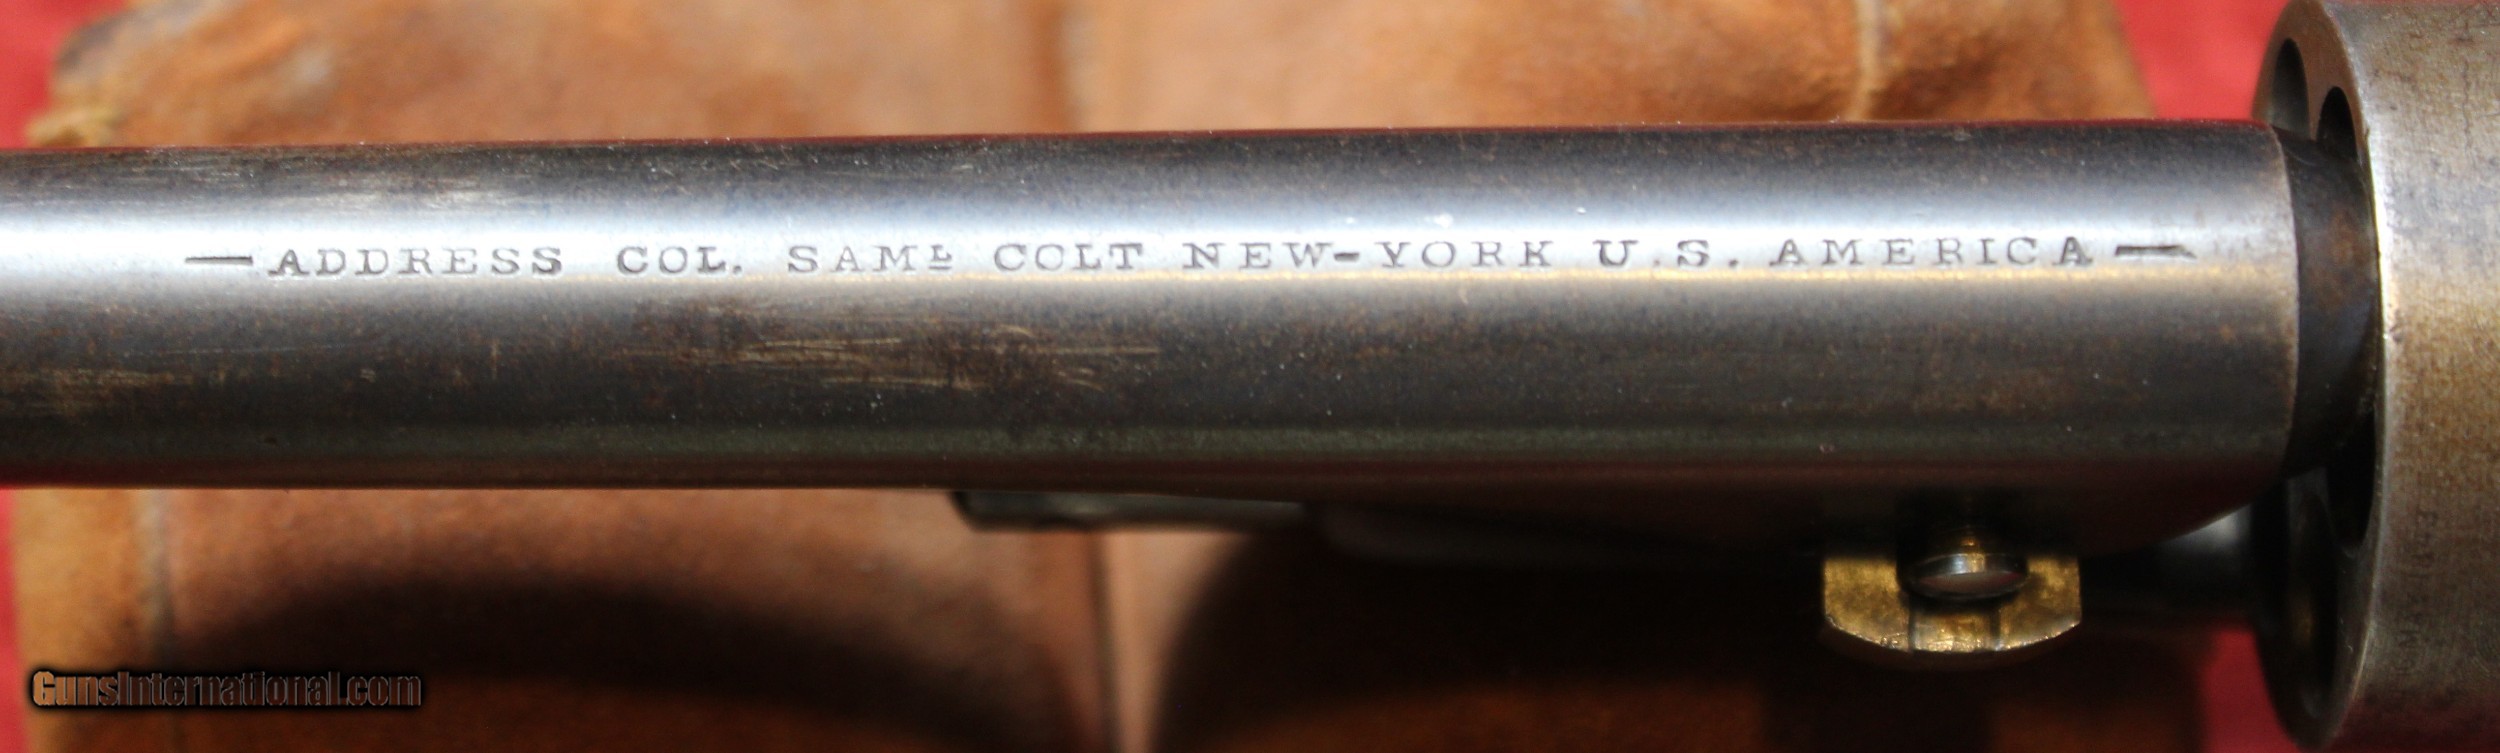 —ADDRESS COL. SAMᴸ COLT NEW-YORK U.S. AMERICA—
GunsInternational.com